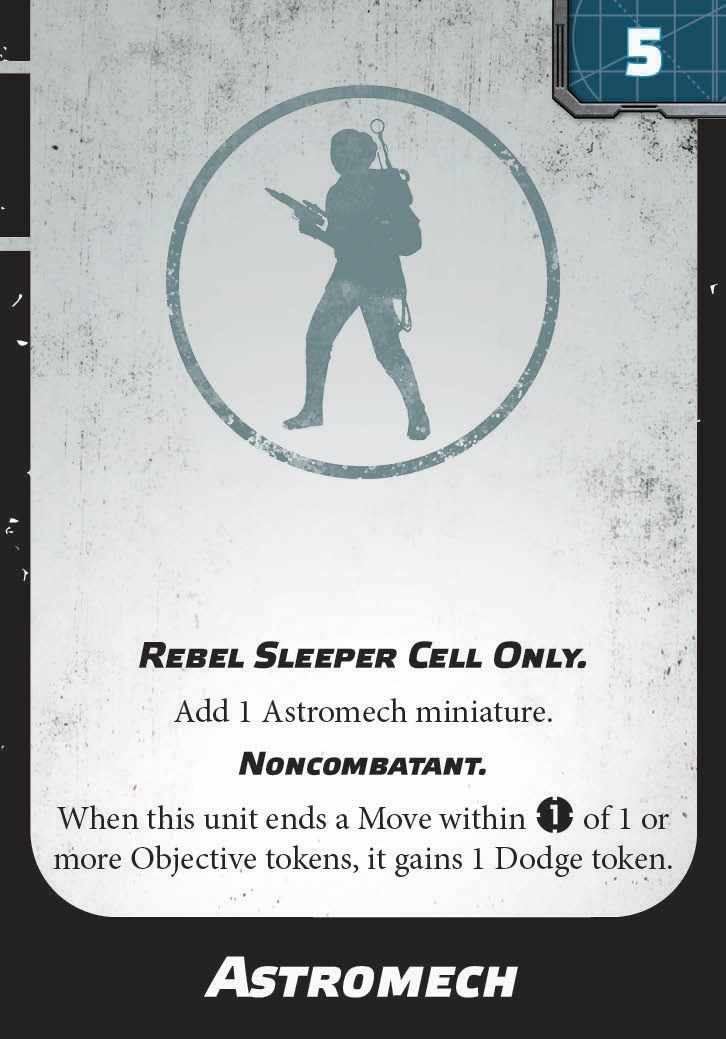 5
Rebel Sleeper Cell Only.
Add 1 Astromech miniature.
Noncombatant.
When this unit ends a Move within 1 of 1 or
more Objective tokens, it gains 1 Dodge token.
Astromech